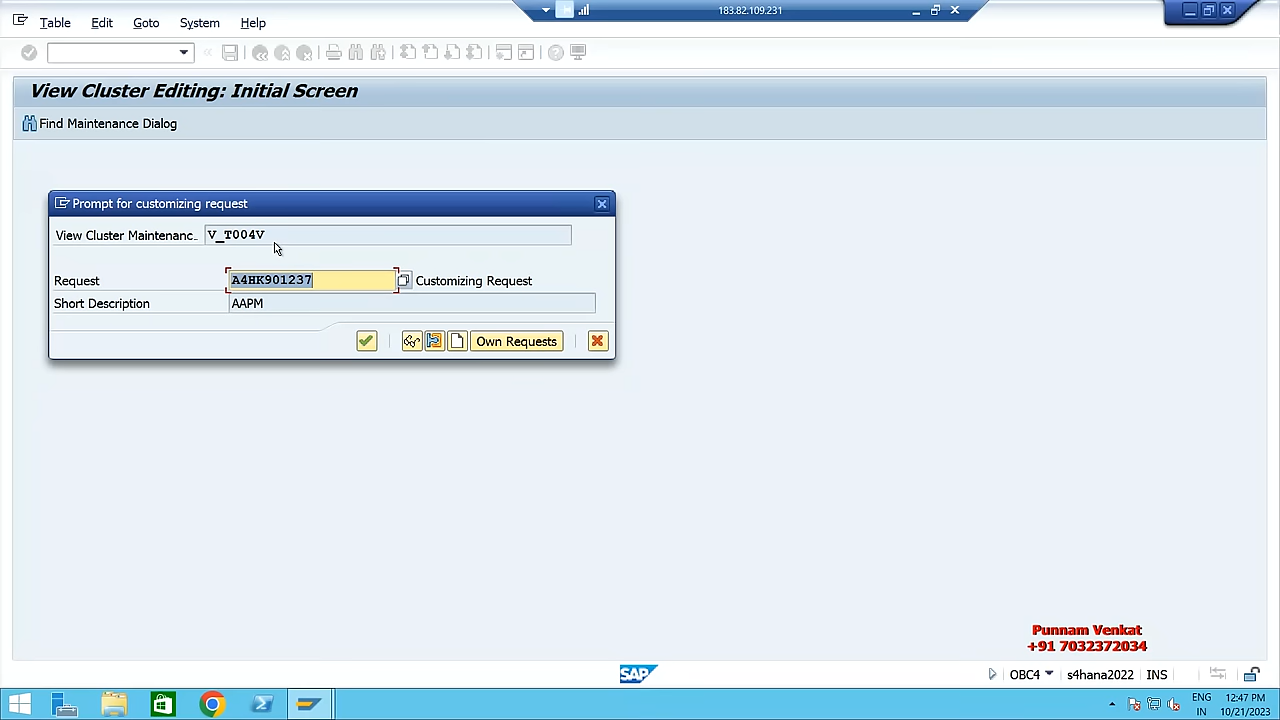 183.82.109.231
Table Edit Goto System Help
View Cluster Editing: Initial Screen
Find Maintenance Dialog
Prompt for customizing request
View Cluster Maintenanc.. V_T004V
Request A4HK901237 Customizing Request
Short Description AAPM
Own Requests
Punnam Venkat
+91 7032372034
SAP OBC4 s4hana2022 INS
ENG 12:47 PM
IN 10/21/2023